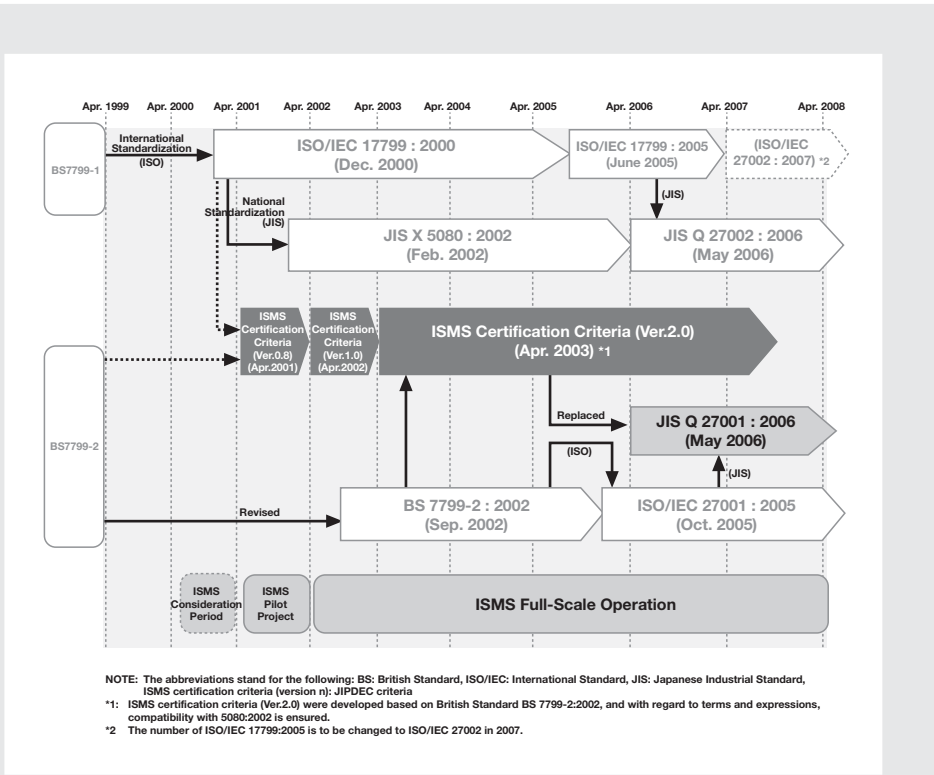 Apr. 1999 Apr. 2000 Apr. 2001 Apr. 2002 Apr. 2003 Apr. 2004 Apr. 2005 Apr. 2006 Apr. 2007 Apr. 2008
BS7799-1
International
Standardization
(ISO)
ISO/IEC 17799 : 2000
(Dec. 2000)
ISO/IEC 17799 : 2005
(June 2005)
(ISO/IEC
27002 : 2007) *2
National
Standardization
(JIS)
(JIS)
JIS X 5080 : 2002
(Feb. 2002)
JIS Q 27002 : 2006
(May 2006)
ISMS
Certification
Criteria
(Ver.0.8)
(Apr.2001)
ISMS
Certification
Criteria
(Ver.1.0)
(Apr.2002)
ISMS Certification Criteria (Ver.2.0)
(Apr. 2003) *1
BS7799-2
Replaced
JIS Q 27001 : 2006
(May 2006)
(ISO)
(JIS)
Revised
BS 7799-2 : 2002
(Sep. 2002)
ISO/IEC 27001 : 2005
(Oct. 2005)
ISMS
Consideration
Period
ISMS
Pilot
Project
ISMS Full-Scale Operation
NOTE: The abbreviations stand for the following: BS: British Standard, ISO/IEC: International Standard, JIS: Japanese Industrial Standard,
ISMS certification criteria (version n): JIPDEC criteria
*1: ISMS certification criteria (Ver.2.0) were developed based on British Standard BS 7799-2:2002, and with regard to terms and expressions,
compatibility with 5080:2002 is ensured.
*2 The number of ISO/IEC 17799:2005 is to be changed to ISO/IEC 27002 in 2007.